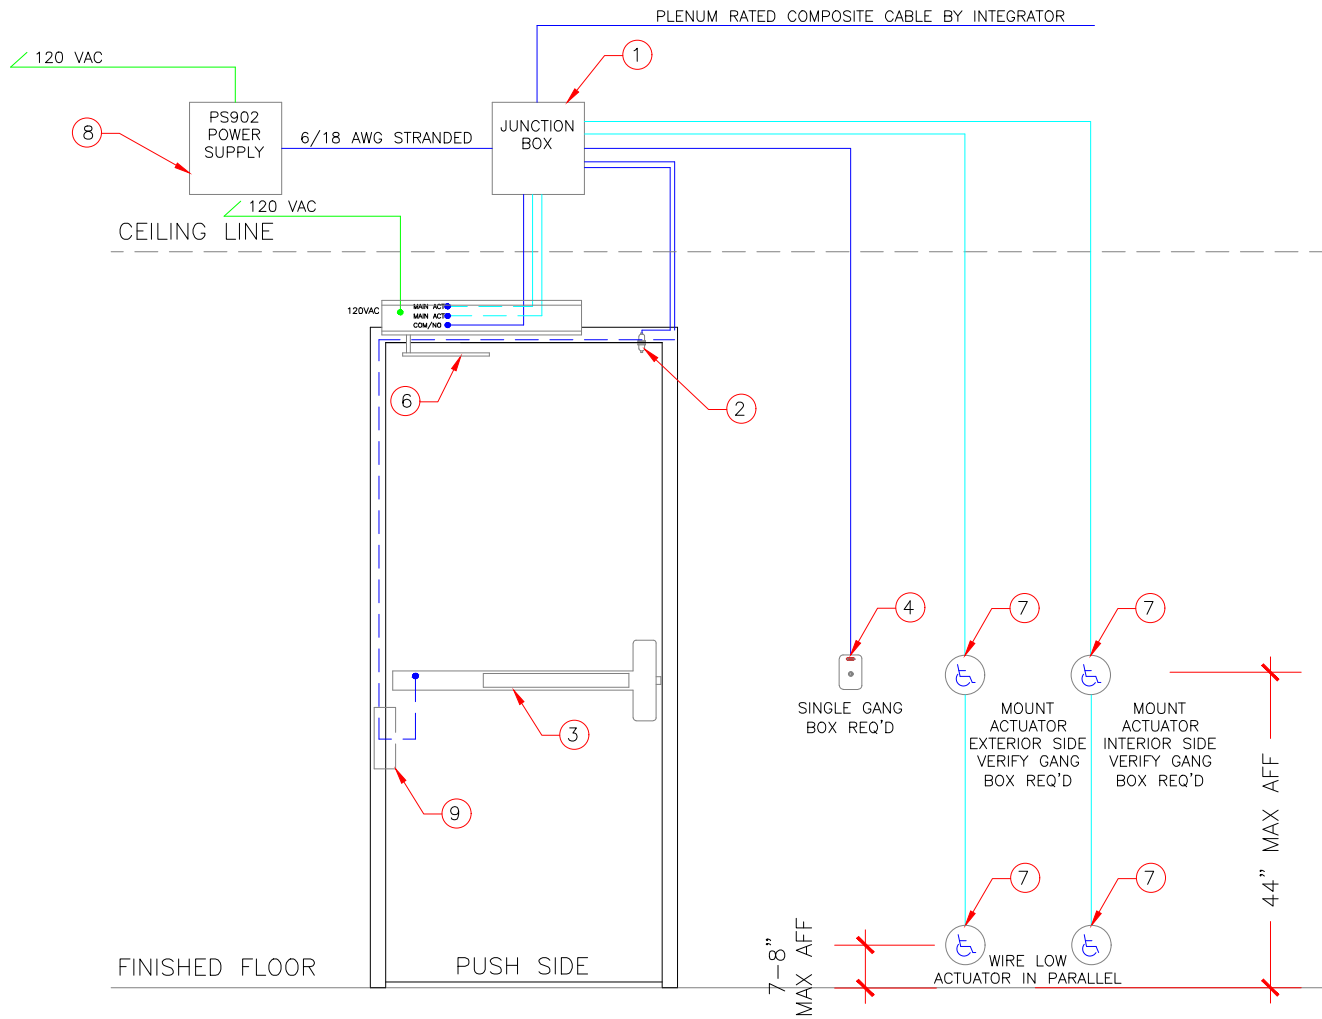 PLENUM RATED COMPOSITE CABLE BY INTEGRATOR
120 VAC
1
PS902
POWER
SUPPLY
8
6/18 AWG STRANDED
JUNCTION
BOX
120 VAC
CEILING LINE
120VAC
MAIN ACT
MAIN ACT
COM/NO
6
2
4
7
7
SINGLE GANG
BOX REQ'D
MOUNT
ACTUATOR
EXTERIOR SIDE
VERIFY GANG
BOX REQ'D
MOUNT
ACTUATOR
INTERIOR SIDE
VERIFY GANG
BOX REQ'D
3
9
44" MAX AFF
7
7
7-8"
MAX AFF
WIRE LOW
ACTUATOR IN PARALLEL
FINISHED FLOOR
PUSH SIDE